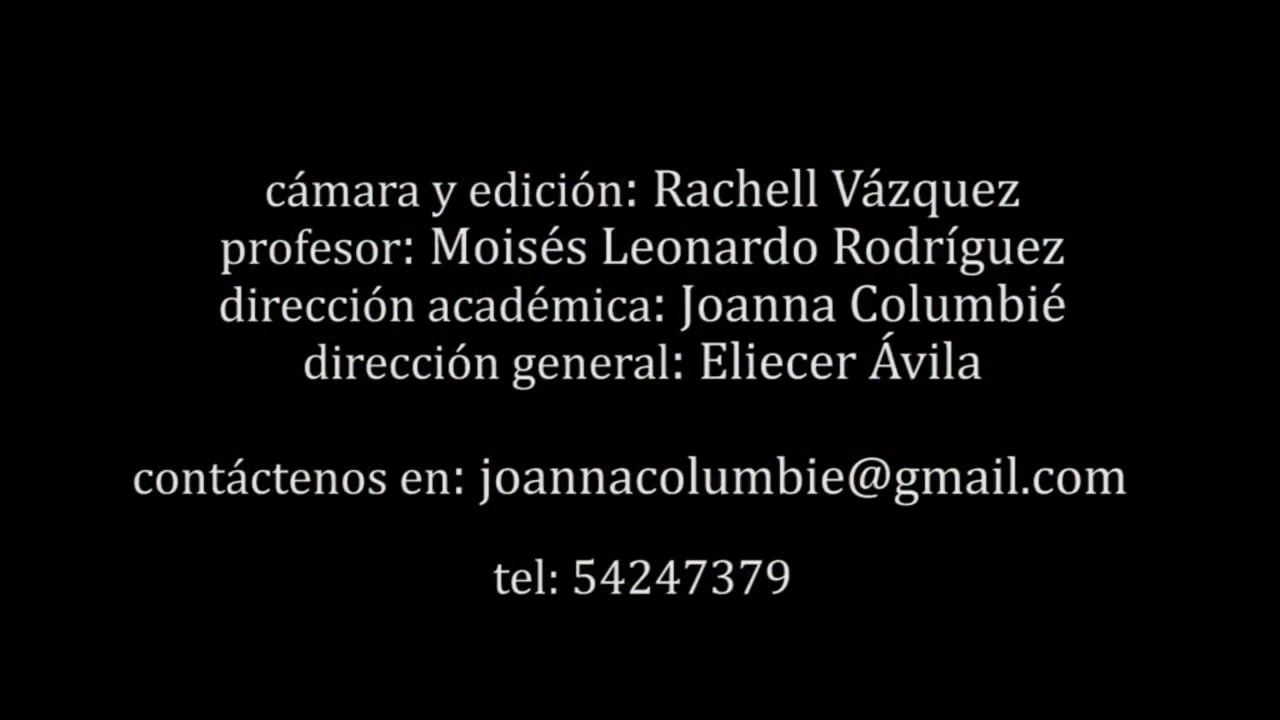 cámara y edición: Rachell Vázquez
profesor: Moisés Leonardo Rodríguez
dirección académica: Joanna Columbié
dirección general: Eliecer Ávila
contáctenos en: joannacolumbie@gmail.com
tel: 54247379